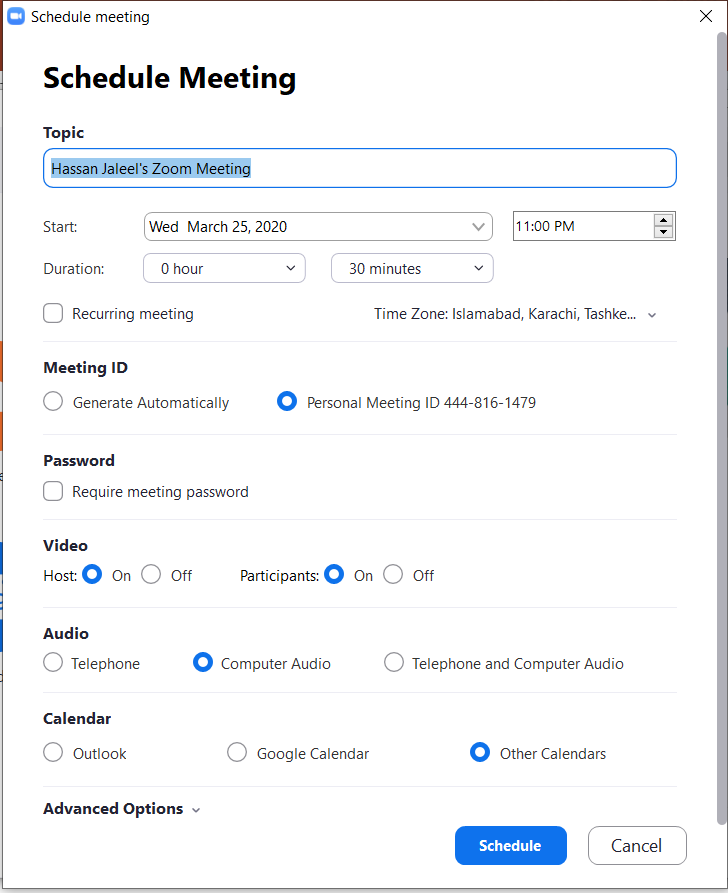 Schedule meeting
Schedule Meeting
Topic
Hassan Jaleel's Zoom Meeting
Start: Wed March 25, 2020 11:00 PM
Duration: 0 hour 30 minutes
Recurring meeting Time Zone: Islamabad, Karachi, Tashke...
Meeting ID
Generate Automatically Personal Meeting ID 444-816-1479
Password
Require meeting password
Video
Host: On Off Participants: On Off
Audio
Telephone Computer Audio Telephone and Computer Audio
Calendar
Outlook Google Calendar Other Calendars
Advanced Options
Schedule Cancel